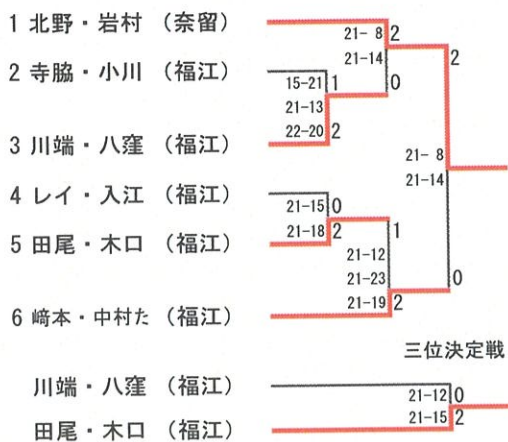 1 北野・岩村 （奈留）
21- 8 2
21-14
2
2 寺脇・小川 （福江）
15-21 1
0
21-13
22-20 2
3 川端・八窪 （福江）
21- 8
21-14
4 レイ・入江 （福江）
21-15 0
21-18 2
1
5 田尾・木口 （福江）
21-12
21-23
21-19 2
0
6 﨑本・中村た （福江）
三位決定戦
川端・八窪 （福江）
21-12 0
21-15 2
田尾・木口 （福江）